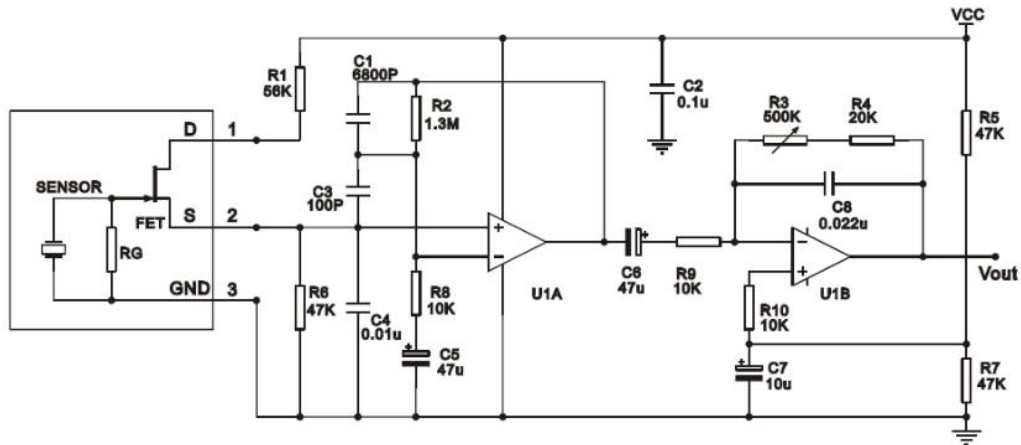 VCC
C1
6800P
R1
56K
R2
1.3M
C2
0.1u
R3
500K
R4
20K
R5
47K
D 1
SENSOR
C3
100P
C8
0.022u
S 2
FET
RG
+
-
U1A
+
C6
47u
R9
10K
-
+
U1B
Vout
GND 3
R6
47K
C4
0.01u
R8
10K
R10
10K
+
C5
47u
+
C7
10u
R7
47K